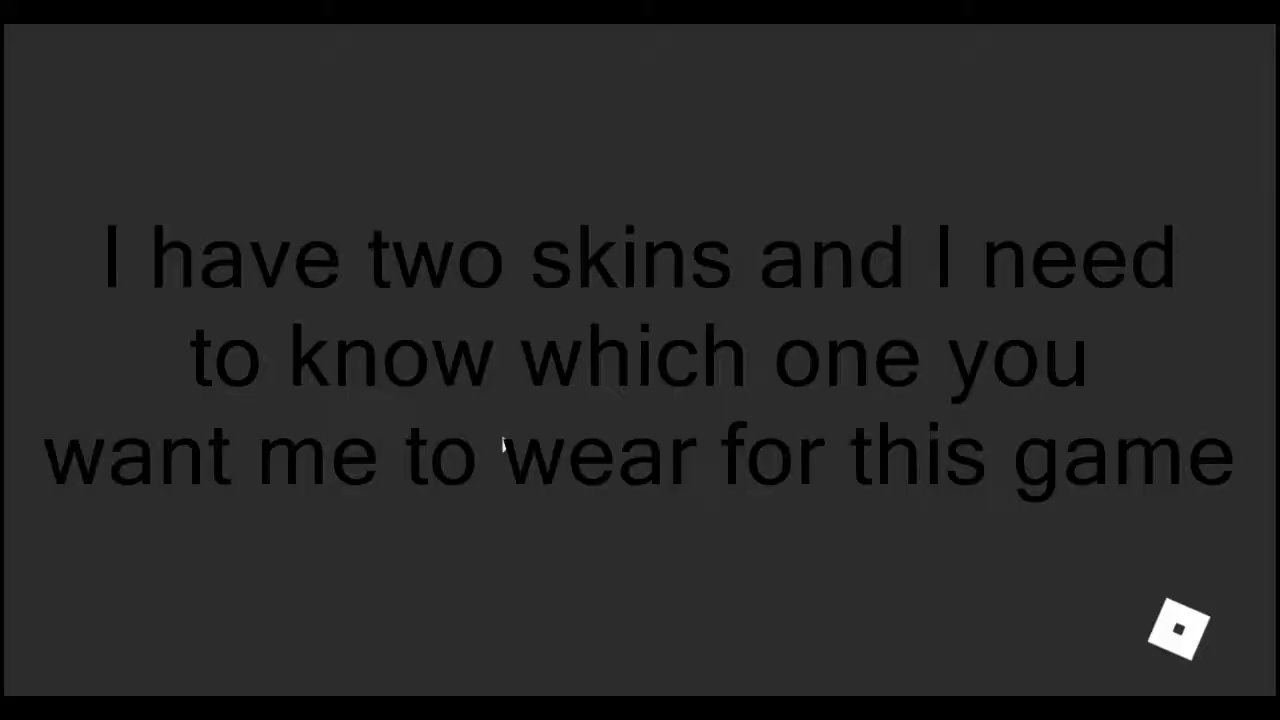 I have two skins and I need
to know which one you
want me to wear for this game